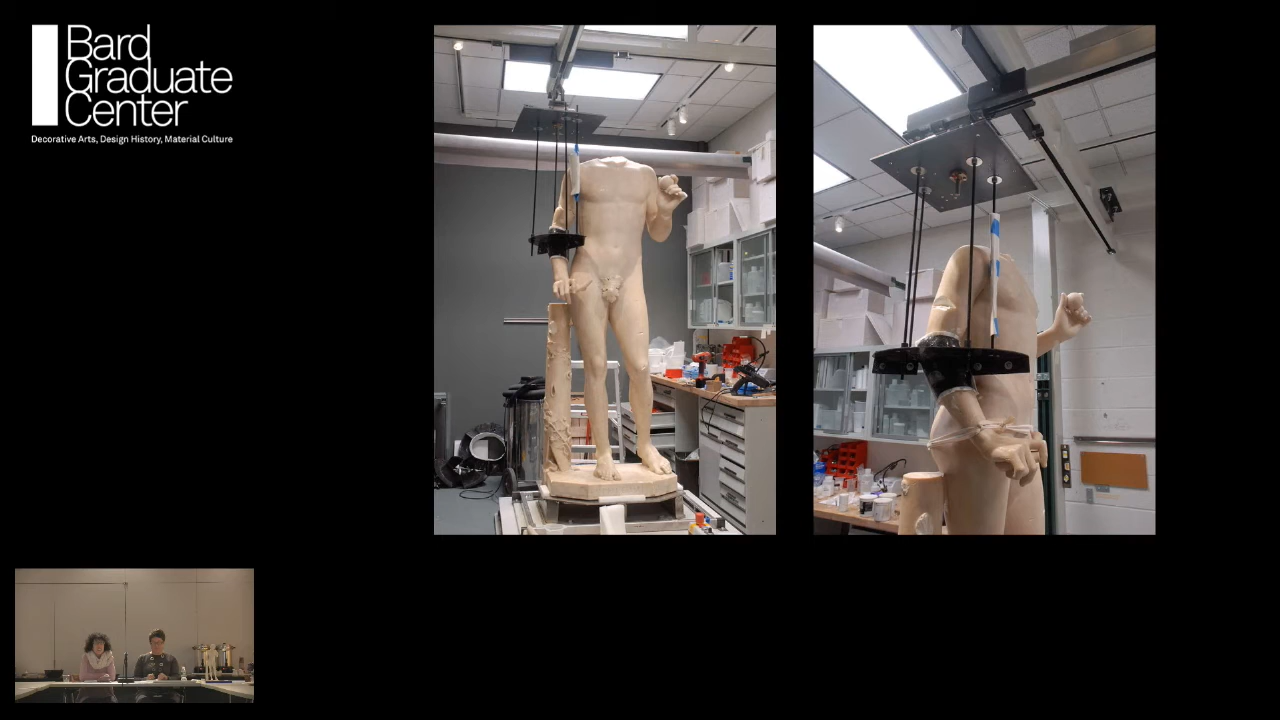 Bard
Graduate
Center
Decorative Arts, Design History, Material Culture